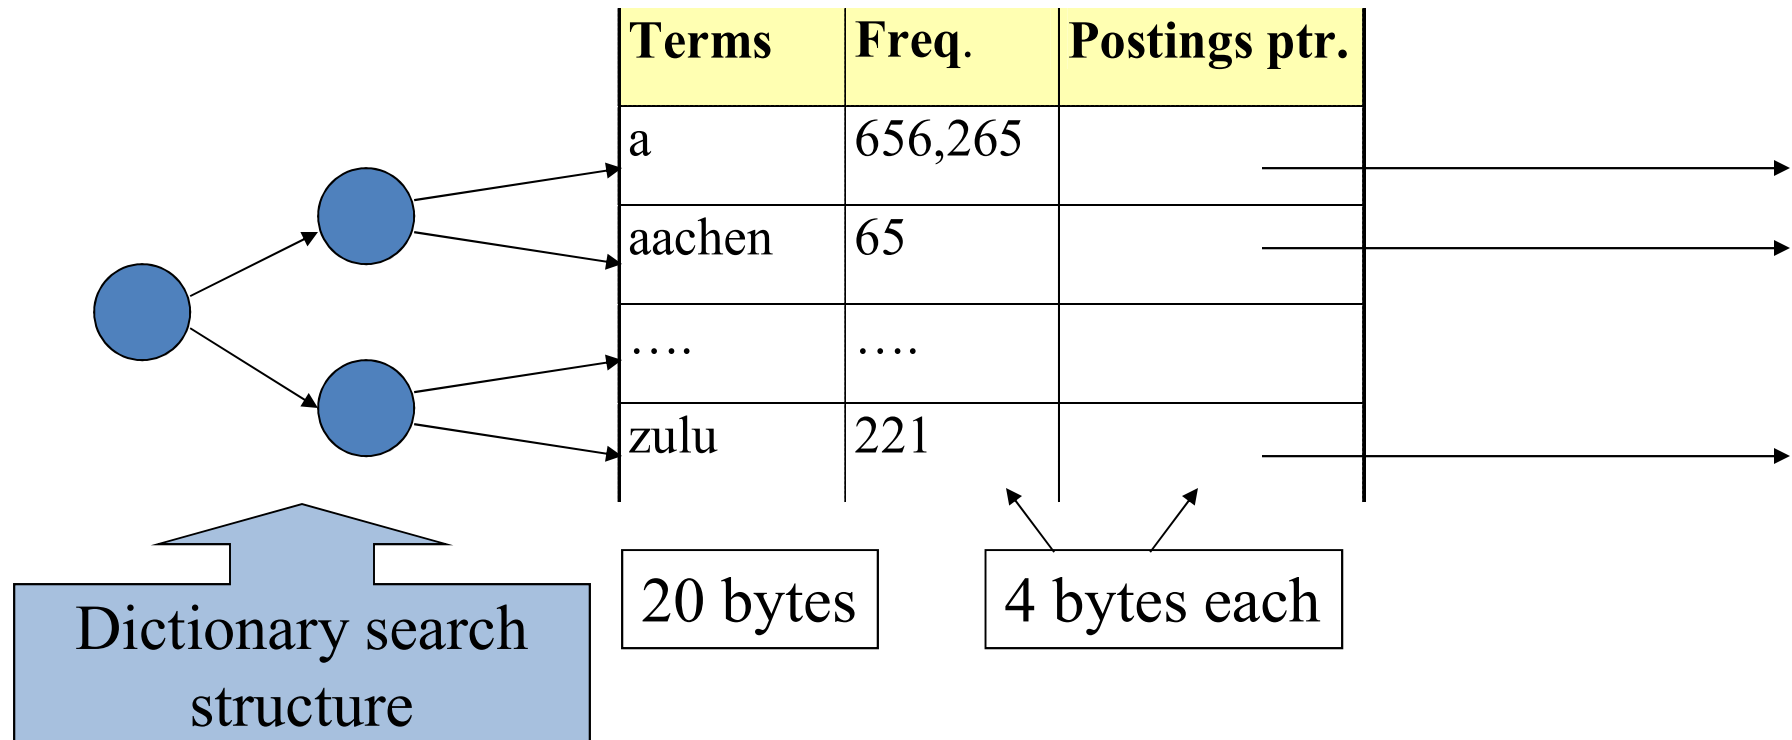 Terms Freq. Postings ptr.
a 656,265
aachen 65
…. ….
zulu 221
20 bytes 4 bytes each
Dictionary search
structure